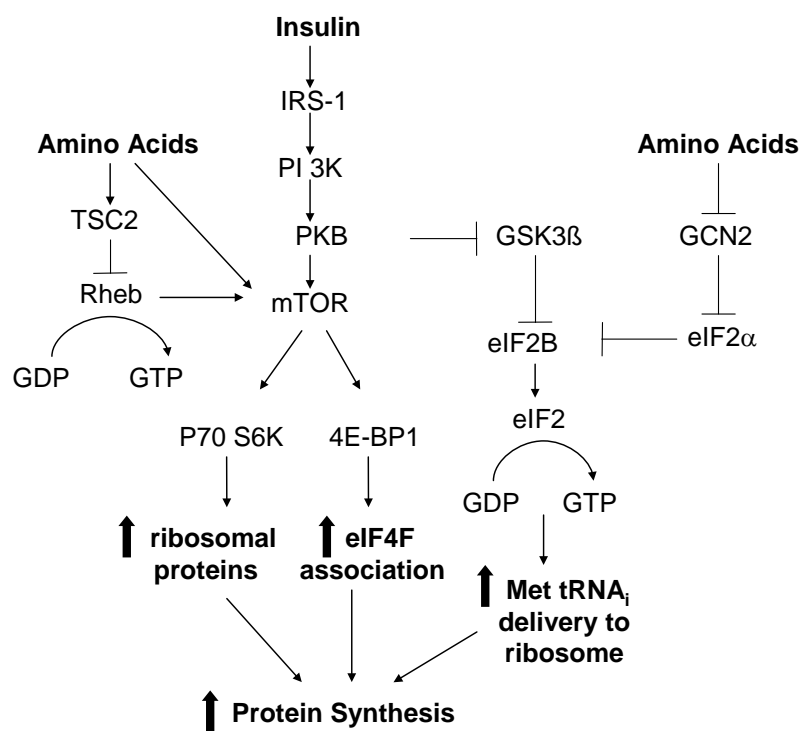 Insulin
IRS-1
Amino Acids
Amino Acids
PI 3K
TSC2
PKB
GSK3ß
GCN2
Rheb
mTOR
eIF2B
eIF2α
GDP
GTP
eIF2
P70 S6K
4E-BP1
GDP
GTP
ribosomal
proteins
eIF4F
association
Met tRNAi
delivery to
ribosome
Protein Synthesis